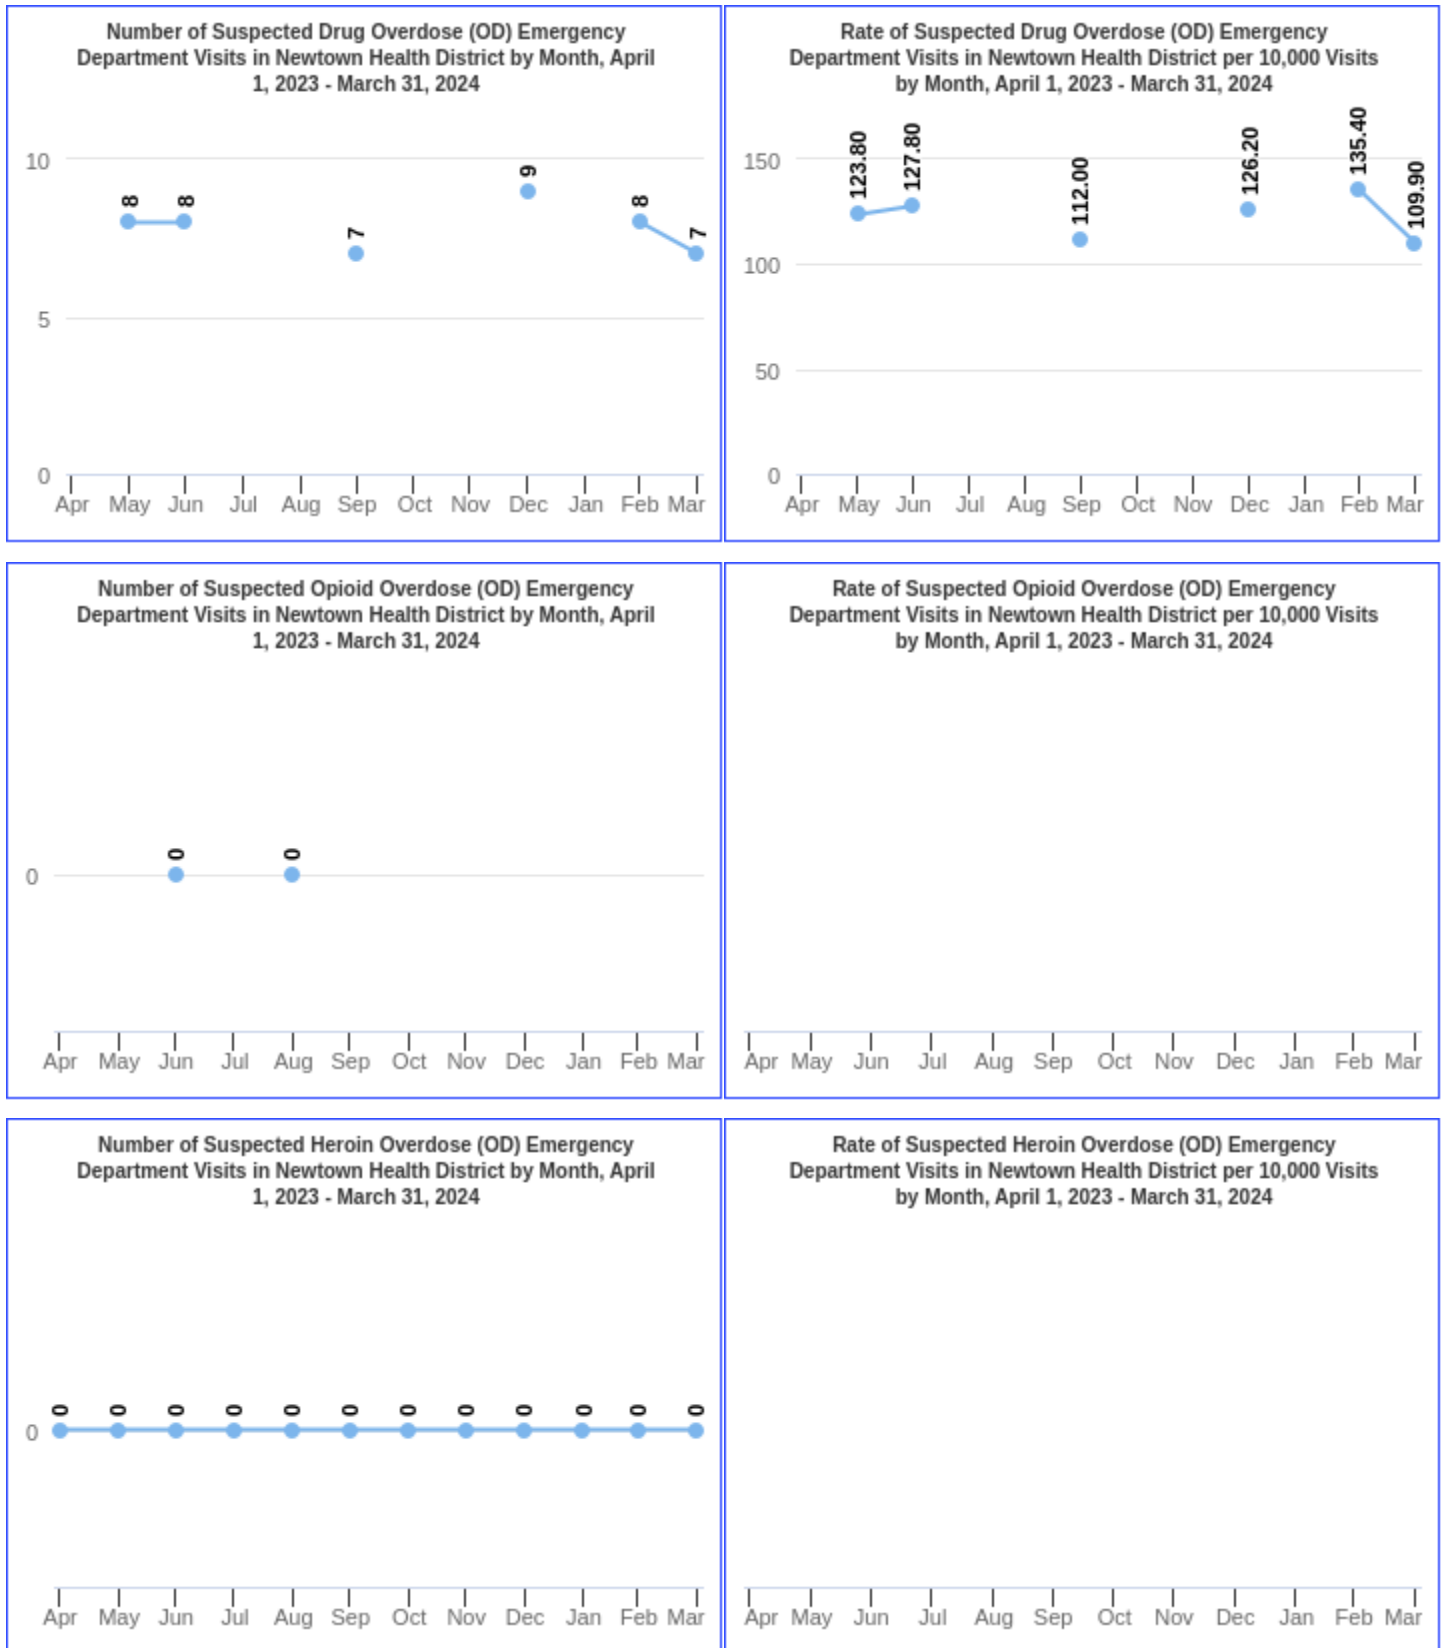 Number of Suspected Drug Overdose (OD) Emergency
Department Visits in Newtown Health District by Month, April
1, 2023 - March 31, 2024
10
5
0
8
8
7
9
8
7
Apr May Jun Jul Aug Sep Oct Nov Dec Jan Feb Mar
Rate of Suspected Drug Overdose (OD) Emergency
Department Visits in Newtown Health District per 10,000 Visits
by Month, April 1, 2023 - March 31, 2024
150
100
50
0
123.80
127.80
112.00
126.20
135.40
109.90
Apr May Jun Jul Aug Sep Oct Nov Dec Jan Feb Mar
Number of Suspected Opioid Overdose (OD) Emergency
Department Visits in Newtown Health District by Month, April
1, 2023 - March 31, 2024
0
0
0
Apr May Jun Jul Aug Sep Oct Nov Dec Jan Feb Mar
Rate of Suspected Opioid Overdose (OD) Emergency
Department Visits in Newtown Health District per 10,000 Visits
by Month, April 1, 2023 - March 31, 2024
Apr May Jun Jul Aug Sep Oct Nov Dec Jan Feb Mar
Number of Suspected Heroin Overdose (OD) Emergency
Department Visits in Newtown Health District by Month, April
1, 2023 - March 31, 2024
0
0 0 0 0 0 0 0 0 0 0 0 0
Apr May Jun Jul Aug Sep Oct Nov Dec Jan Feb Mar
Rate of Suspected Heroin Overdose (OD) Emergency
Department Visits in Newtown Health District per 10,000 Visits
by Month, April 1, 2023 - March 31, 2024
Apr May Jun Jul Aug Sep Oct Nov Dec Jan Feb Mar